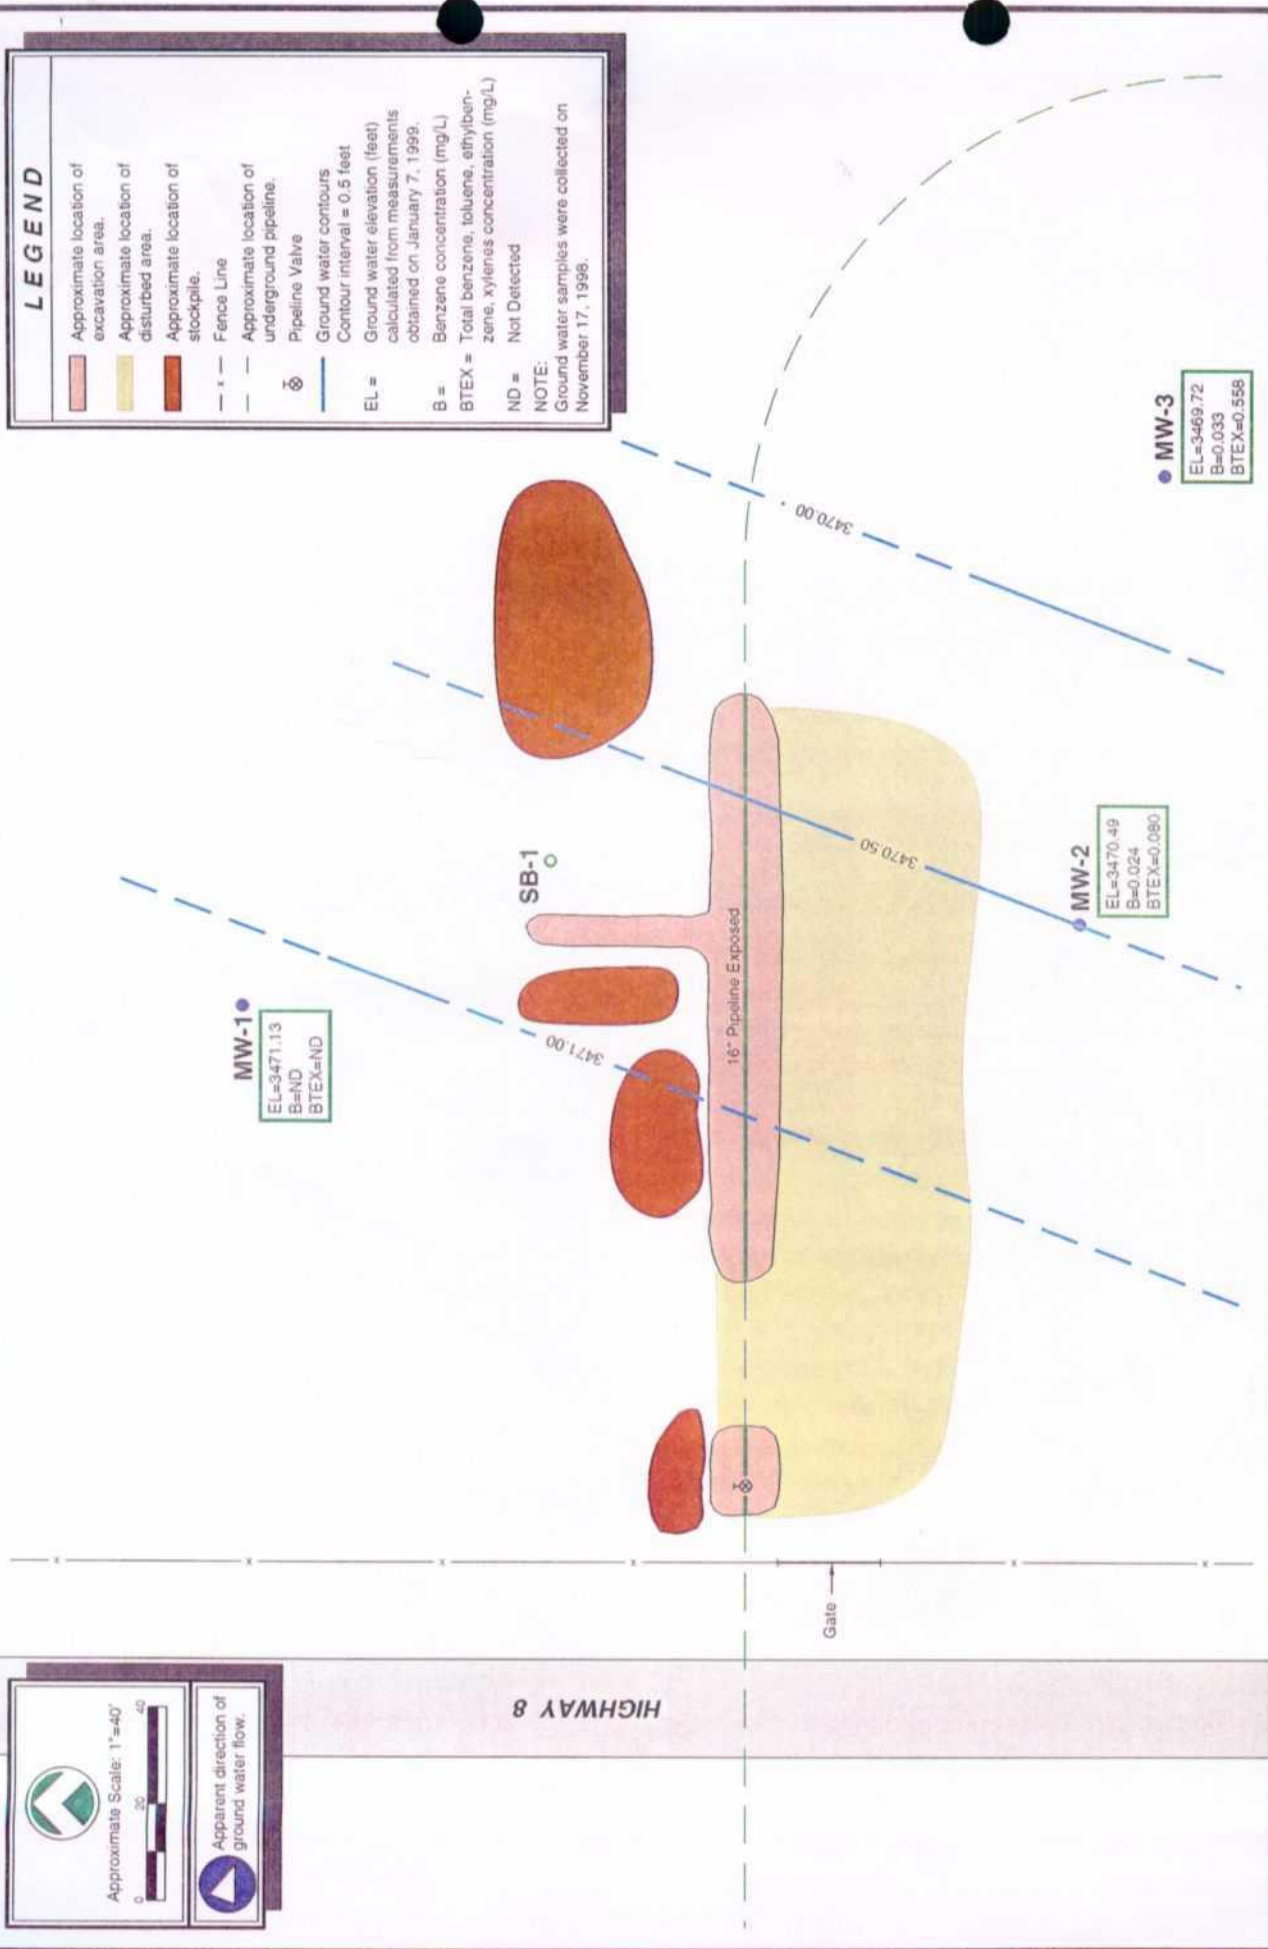 LEGEND
Approximate location of
excavation area.
Approximate location of
disturbed area.
Approximate location of
stockpile.
Fence Line
Approximate location of
underground pipeline.
Pipeline Valve
Ground water contours
Contour interval = 0.5 feet
EL = Ground water elevation (feet)
calculated from measurements
obtained on January 7, 1999.
B = Benzene concentration (mg/L)
BTEX = Total benzene, toluene, ethylben-
zene, xylenes concentration (mg/L)
ND = Not Detected
NOTE:
Ground water samples were collected on
November 17, 1998.
Approximate Scale: 1"=40'
0 20 40
Apparent direction of
ground water flow.
HIGHWAY 8
Gate
MW-1
EL=3471.13
B=ND
BTEX=ND
SB-1
16" Pipeline Exposed
3471.00
3470.50
3470.00
MW-2
EL=3470.49
B=0.024
BTEX=0.080
MW-3
EL=3469.72
B=0.033
BTEX=0.558